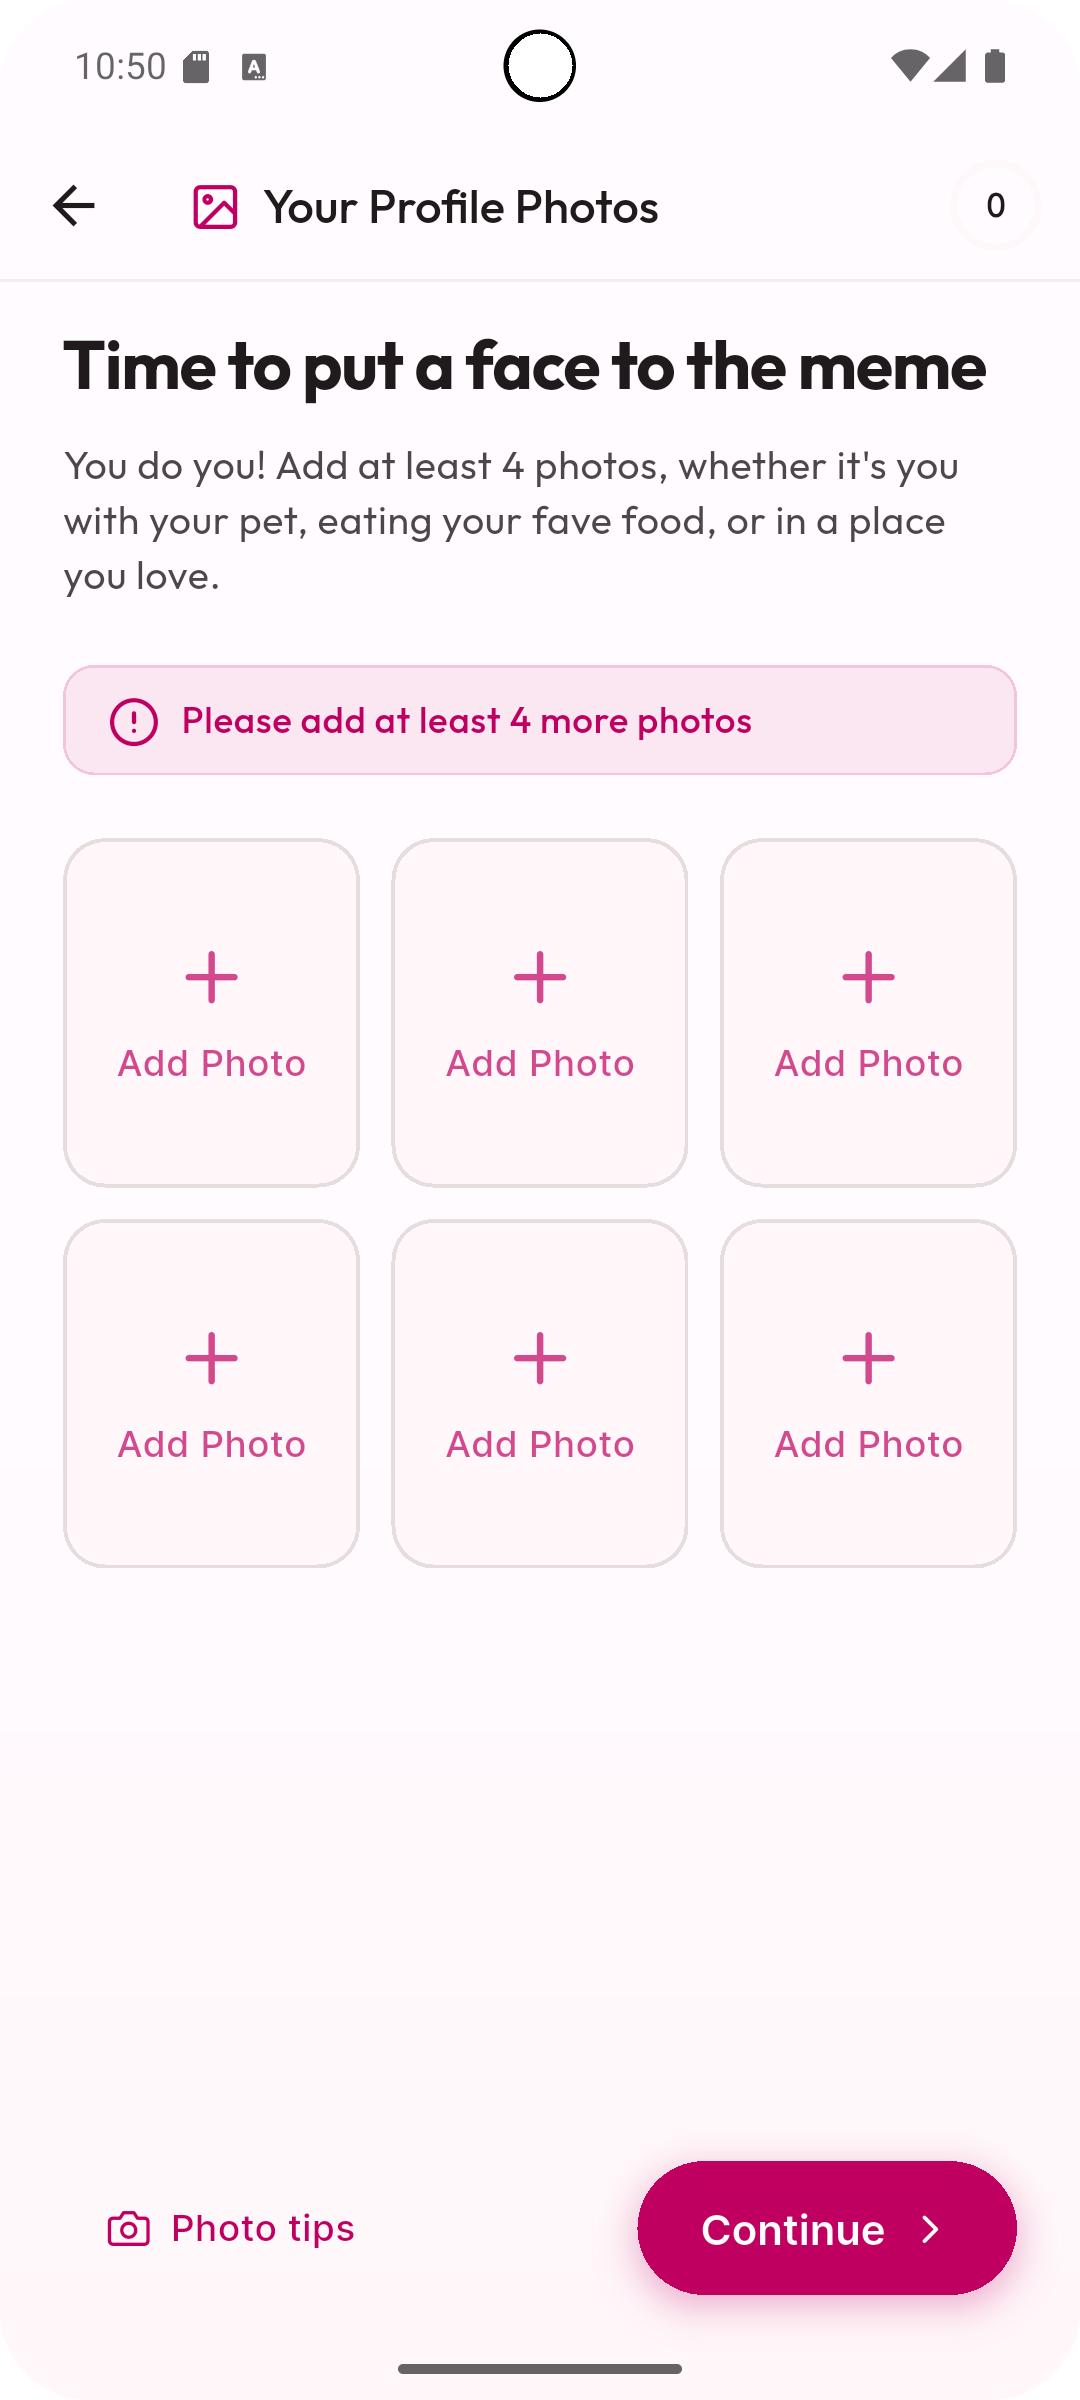 10:50
Your Profile Photos
0
Time to put a face to the meme
You do you! Add at least 4 photos, whether it's you
with your pet, eating your fave food, or in a place
you love.
Please add at least 4 more photos
Add Photo
Add Photo
Add Photo
Add Photo
Add Photo
Add Photo
Photo tips
Continue